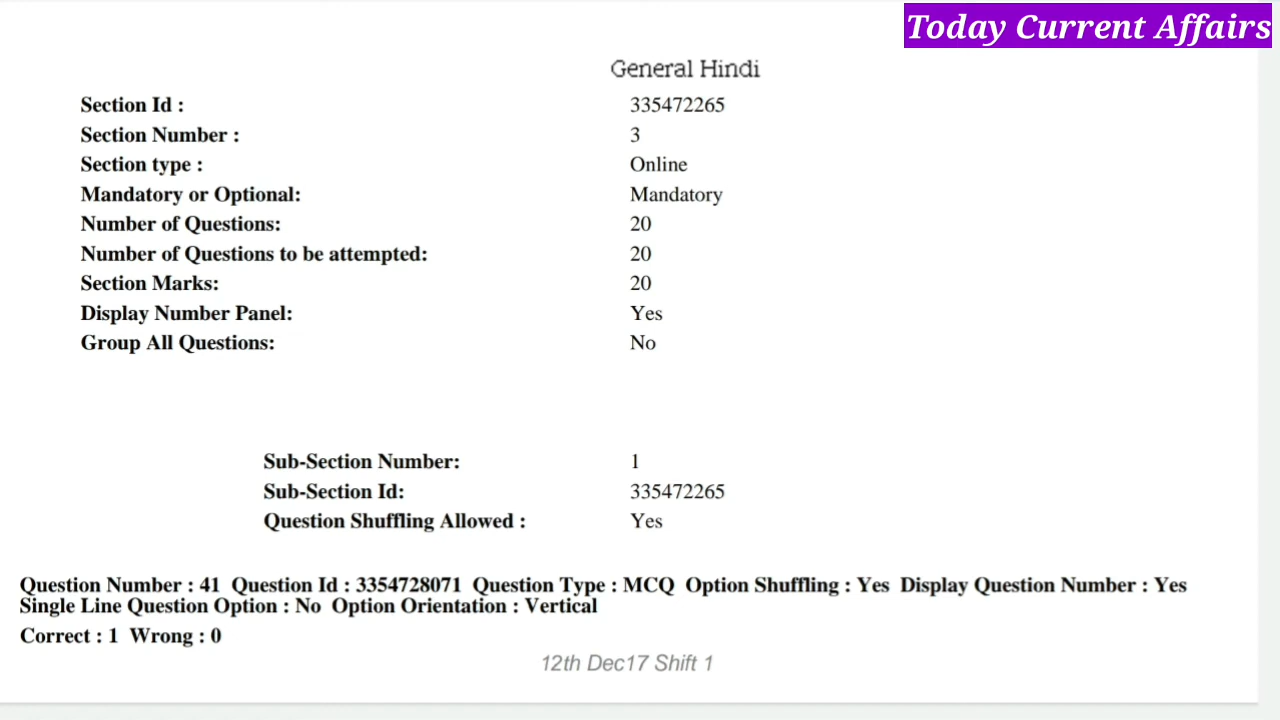 Today Current Affairs
General Hindi
Section Id : 335472265
Section Number : 3
Section type : Online
Mandatory or Optional: Mandatory
Number of Questions: 20
Number of Questions to be attempted: 20
Section Marks: 20
Display Number Panel: Yes
Group All Questions: No
Sub-Section Number: 1
Sub-Section Id: 335472265
Question Shuffling Allowed : Yes
Question Number : 41 Question Id : 3354728071 Question Type : MCQ Option Shuffling : Yes Display Question Number : Yes
Single Line Question Option : No Option Orientation : Vertical
Correct : 1 Wrong : 0
12th Dec17 Shift 1